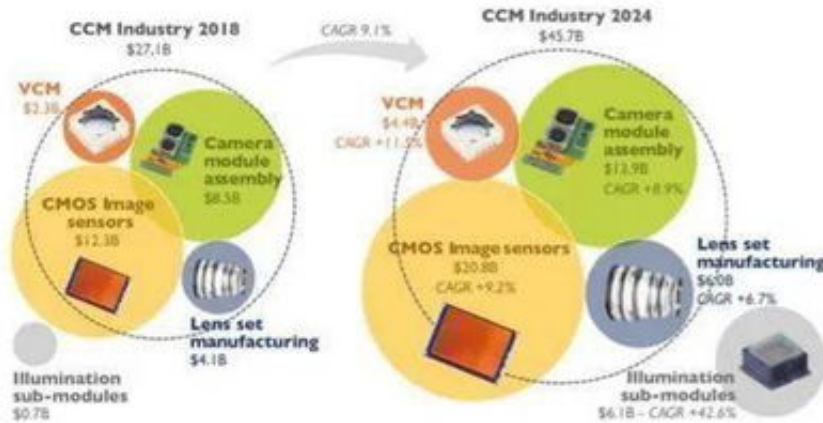 CCM Industry 2018
$27.1B
CAGR 9.1%
CCM Industry 2024
$45.7B
VCM
$2.3B
Camera
module
assembly
$8.5B
CMOS Image
sensors
$12.3B
Lens set
manufacturing
$4.1B
Illumination
sub-modules
$0.7B
VCM
$4.4B
CAGR +11.5%
Camera
module
assembly
$13.9B
CAGR +8.9%
CMOS Image sensors
$20.8B
CAGR +9.2%
Lens set
manufacturing
$6.0B
CAGR +6.7%
Illumination
sub-modules
$6.1B - CAGR +42.6%